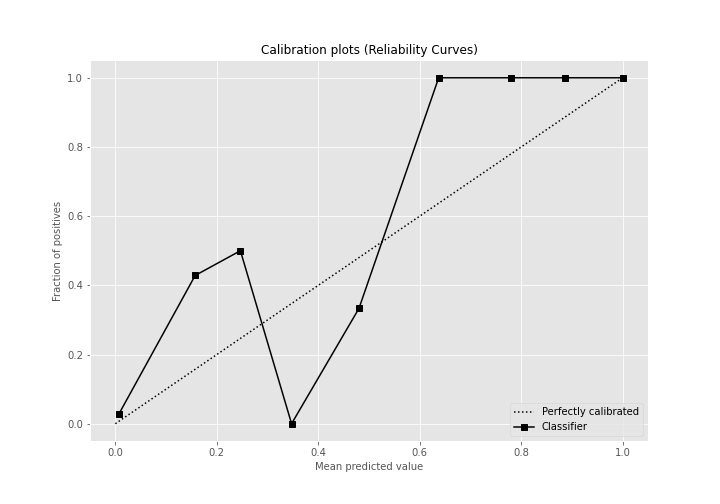 Calibration plots (Reliability Curves)
1.0
0.8
0.6
0.4
0.2
0.0
Fraction of positives
0.0 0.2 0.4 0.6 0.8 1.0
Mean predicted value
Perfectly calibrated
Classifier